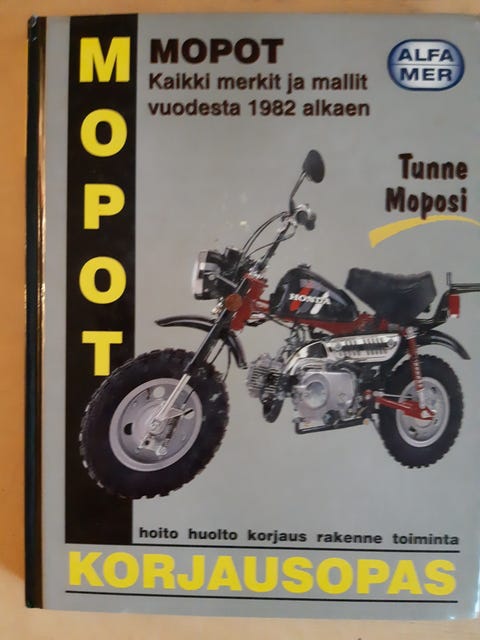 MOPOT
MOPOT
Kaikki merkit ja mallit
vuodesta 1982 alkaen
ALFA
MER
Tunne
Moposi
HONDA
hoito huolto korjaus rakenne toiminta
KORJAUSOPAS